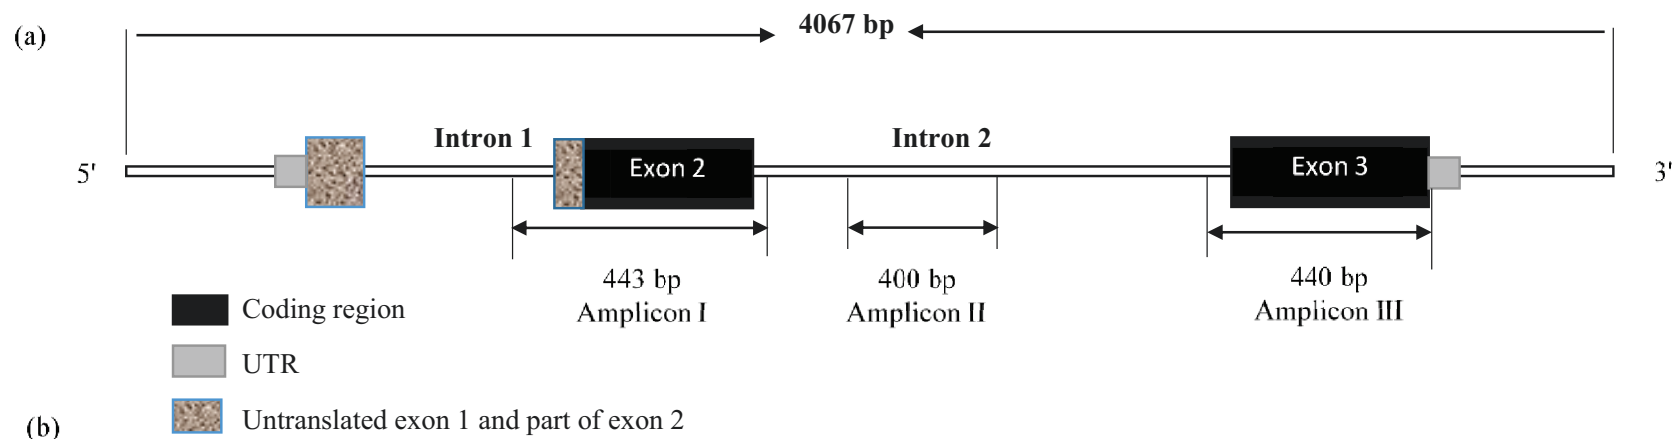 (a)
4067 bp
Intron 1
Intron 2
5'
Exon 2
Exon 3
3'
443 bp
Amplicon I
400 bp
Amplicon II
440 bp
Amplicon III
Coding region
UTR
Untranslated exon 1 and part of exon 2
(b)